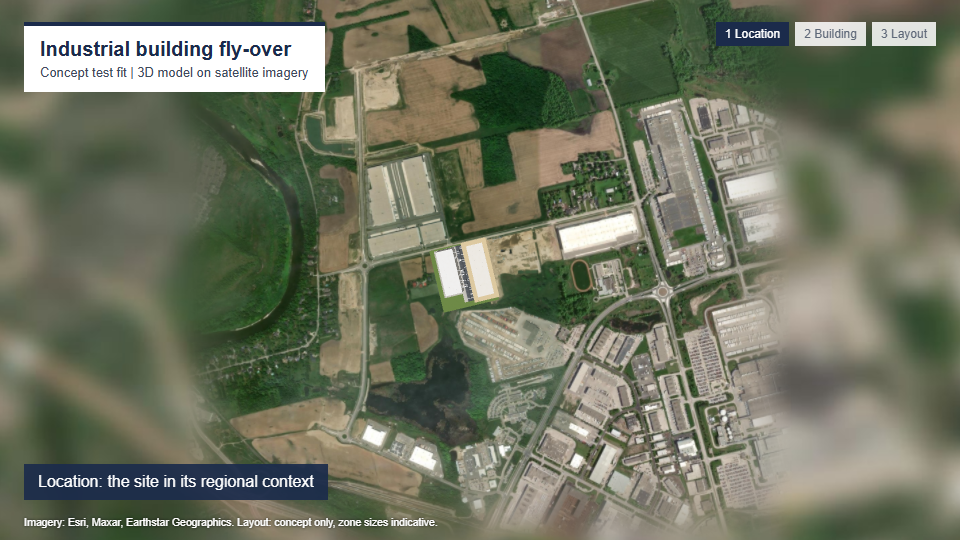 Industrial building fly-over
Concept test fit | 3D model on satellite imagery
1 Location
2 Building
3 Layout
Location: the site in its regional context
Imagery: Esri, Maxar, Earthstar Geographics. Layout: concept only, zone sizes indicative.